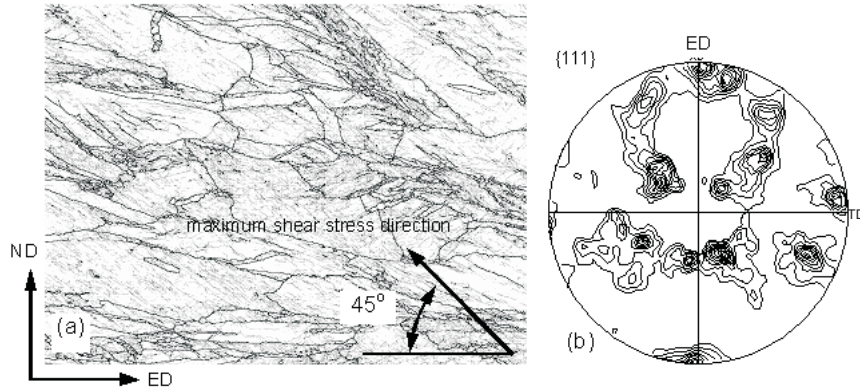 maximum shear stress direction
ND
45°
(a)
ED
{111}
ED
TD
(b)